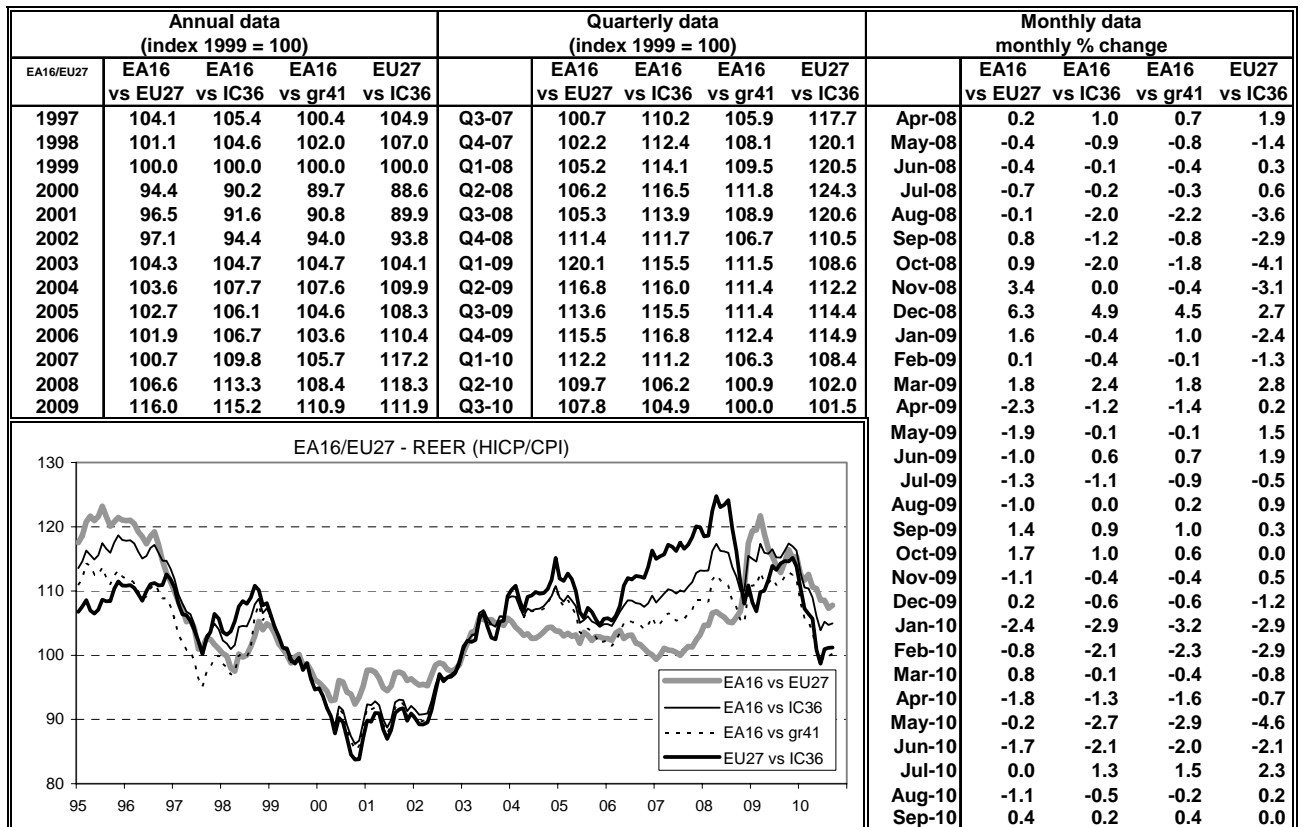 Annual data
(index 1999 = 100)
EA16/EU27 EA16 EA16 EA16 EU27
vs EU27 vs IC36 vs gr41 vs IC36
1997 104.1 105.4 100.4 104.9
1998 101.1 104.6 102.0 107.0
1999 100.0 100.0 100.0 100.0
2000 94.4 90.2 89.7 88.6
2001 96.5 91.6 90.8 89.9
2002 97.1 94.4 94.0 93.8
2003 104.3 104.7 104.7 104.1
2004 103.6 107.7 107.6 109.9
2005 102.7 106.1 104.6 108.3
2006 101.9 106.7 103.6 110.4
2007 100.7 109.8 105.7 117.2
2008 106.6 113.3 108.4 118.3
2009 116.0 115.2 110.9 111.9
Quarterly data
(index 1999 = 100)
EA16 EA16 EA16 EU27
vs EU27 vs IC36 vs gr41 vs IC36
Q3-07 100.7 110.2 105.9 117.7
Q4-07 102.2 112.4 108.1 120.1
Q1-08 105.2 114.1 109.5 120.5
Q2-08 106.2 116.5 111.8 124.3
Q3-08 105.3 113.9 108.9 120.6
Q4-08 111.4 111.7 106.7 110.5
Q1-09 120.1 115.5 111.5 108.6
Q2-09 116.8 116.0 111.4 112.2
Q3-09 113.6 115.5 111.4 114.4
Q4-09 115.5 116.8 112.4 114.9
Q1-10 112.2 111.2 106.3 108.4
Q2-10 109.7 106.2 100.9 102.0
Q3-10 107.8 104.9 100.0 101.5
Monthly data
monthly % change
EA16 EA16 EA16 EU27
vs EU27 vs IC36 vs gr41 vs IC36
Apr-08 0.2 1.0 0.7 1.9
May-08 -0.4 -0.9 -0.8 -1.4
Jun-08 -0.4 -0.1 -0.4 0.3
Jul-08 -0.7 -0.2 -0.3 0.6
Aug-08 -0.1 -2.0 -2.2 -3.6
Sep-08 0.8 -1.2 -0.8 -2.9
Oct-08 0.9 -2.0 -1.8 -4.1
Nov-08 3.4 0.0 -0.4 -3.1
Dec-08 6.3 4.9 4.5 2.7
Jan-09 1.6 -0.4 1.0 -2.4
Feb-09 0.1 -0.4 -0.1 -1.3
Mar-09 1.8 2.4 1.8 2.8
Apr-09 -2.3 -1.2 -1.4 0.2
May-09 -1.9 -0.1 -0.1 1.5
Jun-09 -1.0 0.6 0.7 1.9
Jul-09 -1.3 -1.1 -0.9 -0.5
Aug-09 -1.0 0.0 0.2 0.9
Sep-09 1.4 0.9 1.0 0.3
Oct-09 1.7 1.0 0.6 0.0
Nov-09 -1.1 -0.4 -0.4 0.5
Dec-09 0.2 -0.6 -0.6 -1.2
Jan-10 -2.4 -2.9 -3.2 -2.9
Feb-10 -0.8 -2.1 -2.3 -2.9
Mar-10 0.8 -0.1 -0.4 -0.8
Apr-10 -1.8 -1.3 -1.6 -0.7
May-10 -0.2 -2.7 -2.9 -4.6
Jun-10 -1.7 -2.1 -2.0 -2.1
Jul-10 0.0 1.3 1.5 2.3
Aug-10 -1.1 -0.5 -0.2 0.2
Sep-10 0.4 0.2 0.4 0.0
EA16/EU27 - REER (HICP/CPI)
130
120
110
100
90
80
95 96 97 98 99 00 01 02 03 04 05 06 07 08 09 10
EA16 vs EU27
EA16 vs IC36
EA16 vs gr41
EU27 vs IC36